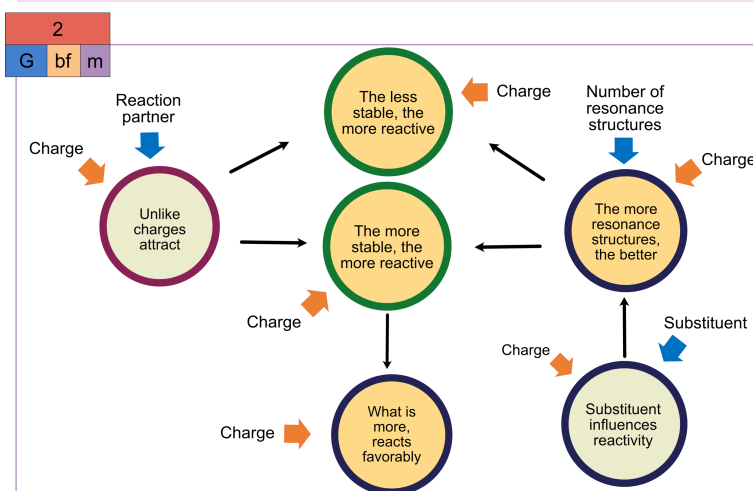 2
G bf m
Reaction
partner
Charge
Unlike
charges
attract
The less
stable, the
more reactive
Charge
Number of
resonance
structures
Charge
The more
resonance
structures,
the better
The more
stable, the
more reactive
Charge
Substituent
Charge
Substituent
influences
reactivity
Charge
What is
more,
reacts
favorably